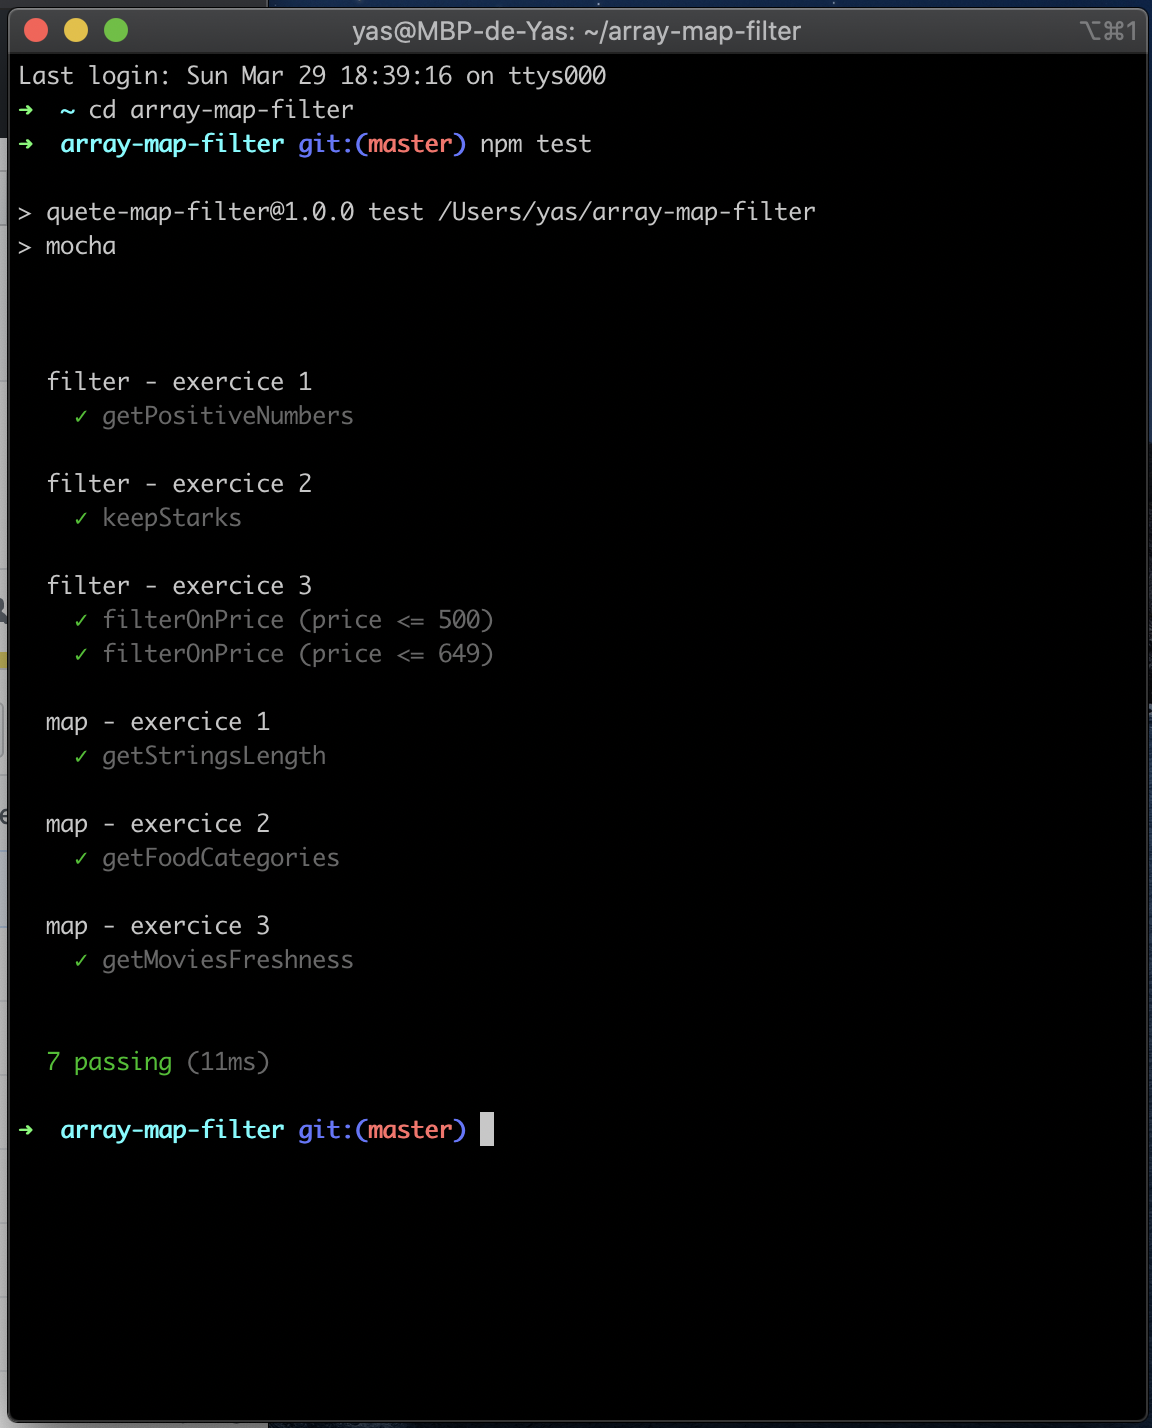 yas@MBP-de-Yas: ~/array-map-filter ⌥⌘1
Last login: Sun Mar 29 18:39:16 on ttys000
➜  ~ cd array-map-filter
➜  array-map-filter git:(master) npm test

> quete-map-filter@1.0.0 test /Users/yas/array-map-filter
> mocha

  filter - exercice 1
    ✓ getPositiveNumbers

  filter - exercice 2
    ✓ keepStarks

  filter - exercice 3
    ✓ filterOnPrice (price <= 500)
    ✓ filterOnPrice (price <= 649)

  map - exercice 1
    ✓ getStringsLength

  map - exercice 2
    ✓ getFoodCategories

  map - exercice 3
    ✓ getMoviesFreshness

  7 passing (11ms)

➜  array-map-filter git:(master)